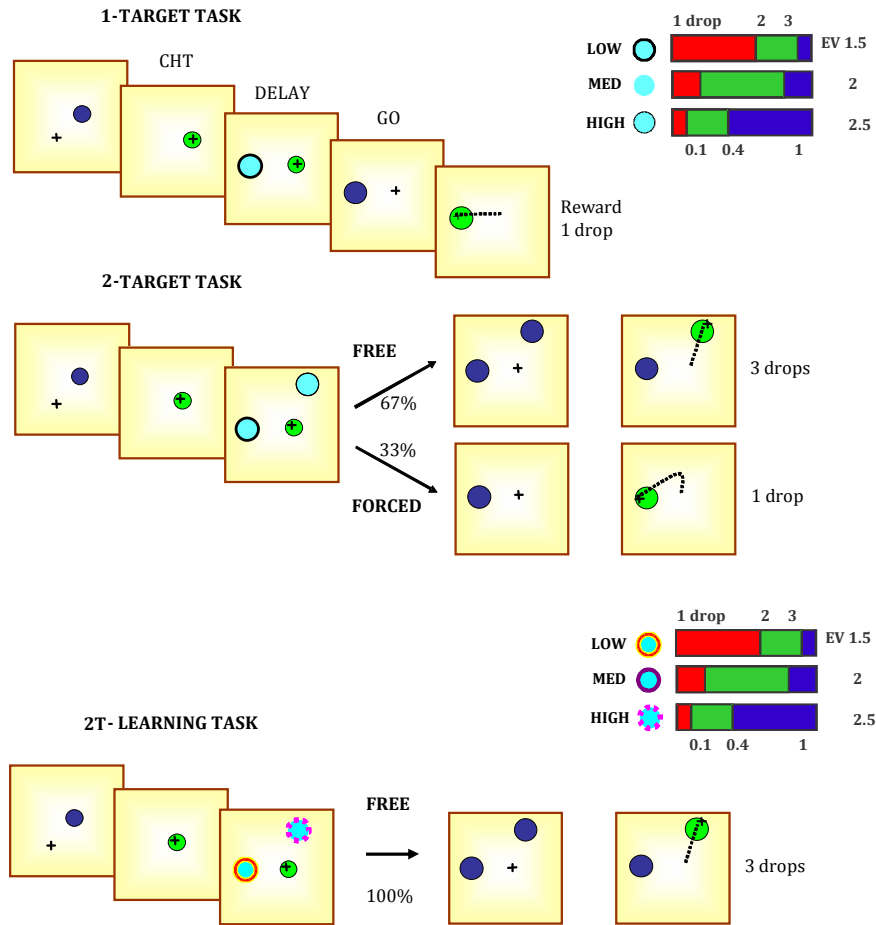 1-TARGET TASK
CHT
DELAY
GO
Reward
1 drop
1 drop 2 3
LOW EV 1.5
MED 2
HIGH 2.5
0.1 0.4 1
2-TARGET TASK
FREE
67%
3 drops
33%
FORCED
1 drop
1 drop 2 3
LOW EV 1.5
MED 2
HIGH 2.5
0.1 0.4 1
2T- LEARNING TASK
FREE
100%
3 drops